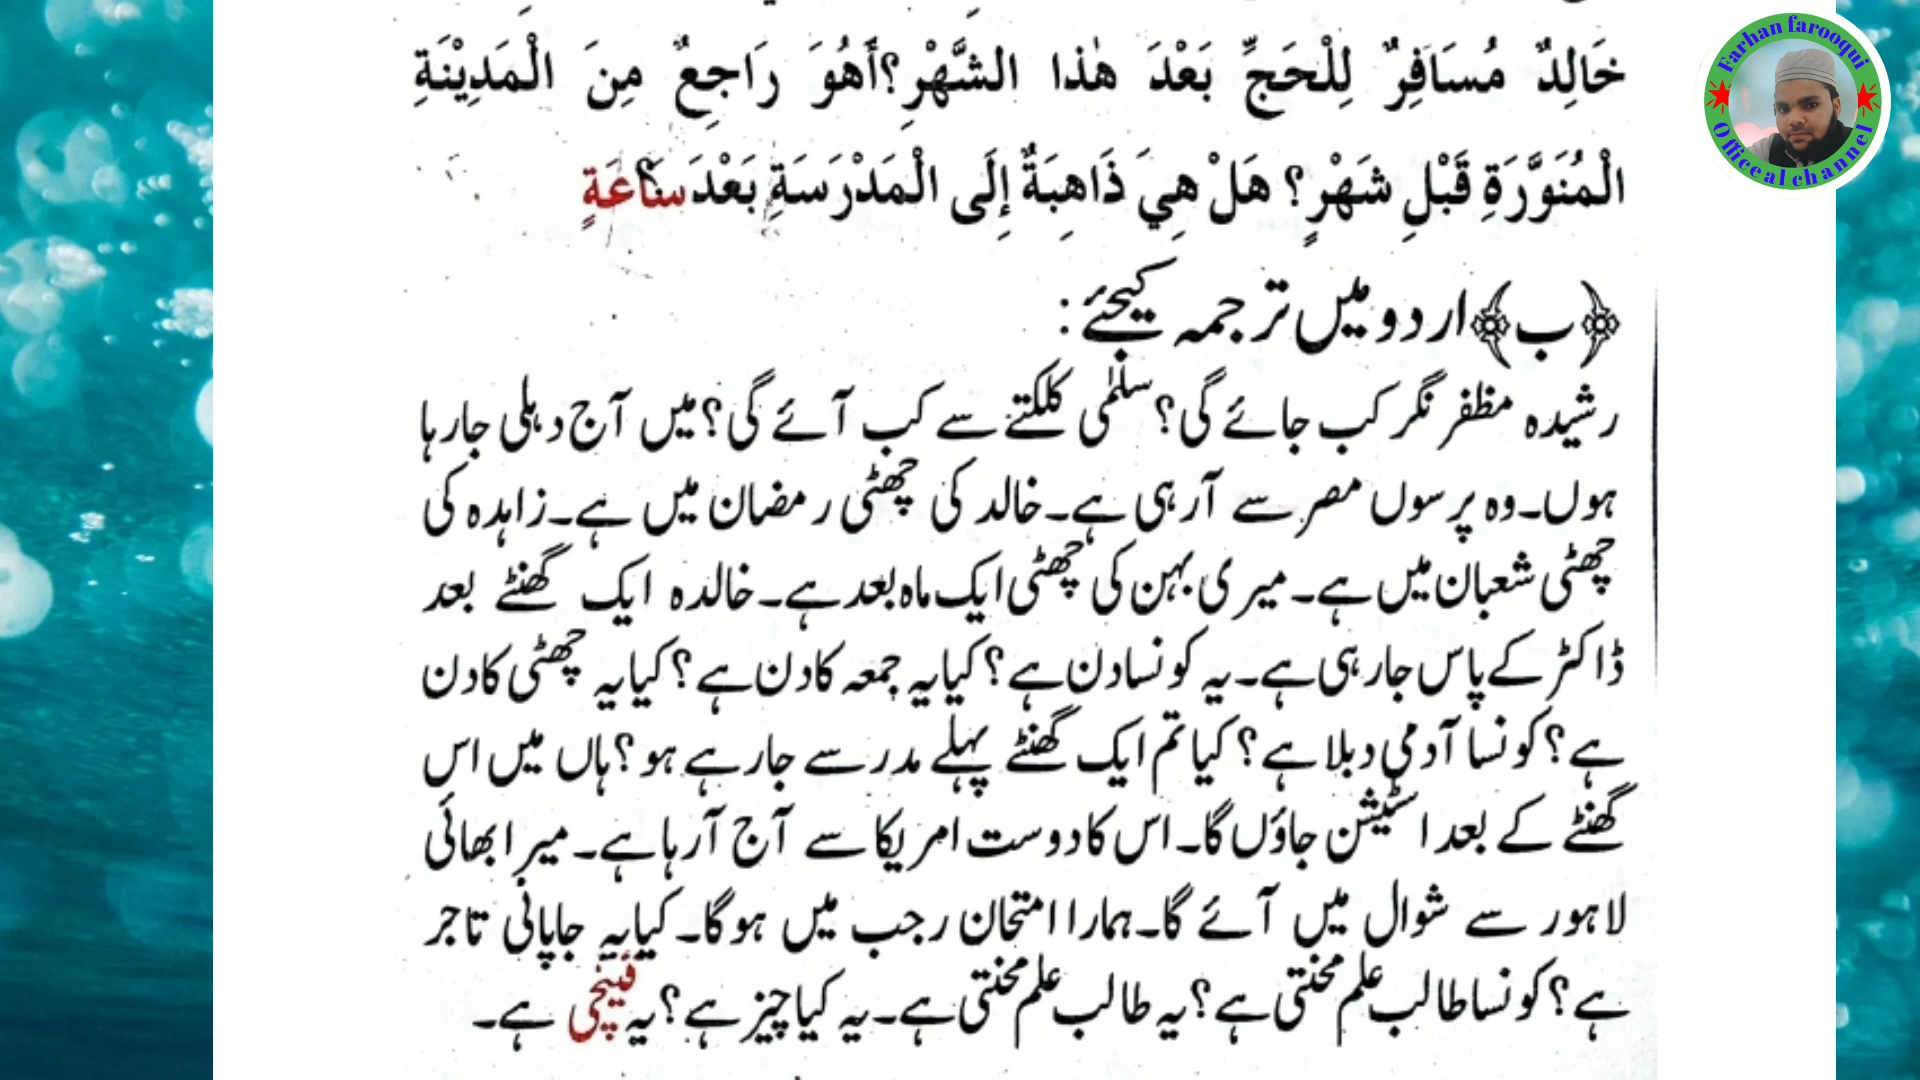 خَالِدٌ مُسَافِرٌ لِلْحَجِّ بَعْدَ هٰذا الشَّهْرِ؟أَهُوَ رَاجِعٌ مِنَ الْمَدِيْنَةِ
الْمُنَوَّرَةِ قَبْلِ شَهْرٍ؟ هَلْ هِيَ ذَاهِبَةٌ إِلَى الْمَدْرَسَةِ بَعْدَ سَاعَةٍ
﴿ب﴾اردو میں ترجمہ کیجئے:
رشیدہ مظفر نگر کب جائے گی؟سلمٰی کلکتے سے کب آئے گی؟میں آج دہلی جارہا
ہوں۔وہ پرسوں مصر سے آرہی ہے۔خالد کی چھٹی رمضان میں ہے۔زاہدہ کی
چھٹی شعبان میں ہے۔میری بہن کی چھٹی ایک ماہ بعد ہے۔خالدہ ایک گھنٹے بعد
ڈاکٹر کے پاس جارہی ہے۔یہ کونسا دن ہے؟کیا یہ جمعہ کا دن ہے؟کیا یہ چھٹی کا دن
ہے؟کونسا آدمی دبلا ہے؟کیا تم ایک گھنٹے پہلے مدرسے جارہے ہو؟ہاں میں اس
گھنٹے کے بعد اسٹیشن جاؤں گا۔اس کا دوست امریکا سے آج آرہا ہے۔میرا بھائی
لاہور سے شوال میں آئے گا۔ہمارا امتحان رجب میں ہوگا۔کیا یہ جاپانی تاجر
ہے؟کونسا طالب علم محنتی ہے؟یہ طالب علم محنتی ہے۔یہ کیا چیز ہے؟یہ قینچی ہے۔
Farhan farooqui
Officeal channel